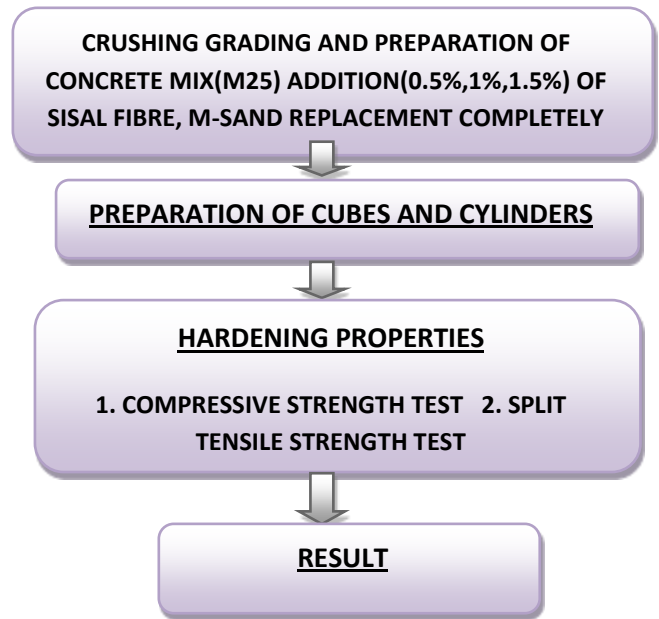 CRUSHING GRADING AND PREPARATION OF
CONCRETE MIX(M25) ADDITION(0.5%,1%,1.5%) OF
SISAL FIBRE, M-SAND REPLACEMENT COMPLETELY
PREPARATION OF CUBES AND CYLINDERS
HARDENING PROPERTIES
1. COMPRESSIVE STRENGTH TEST 2. SPLIT
TENSILE STRENGTH TEST
RESULT